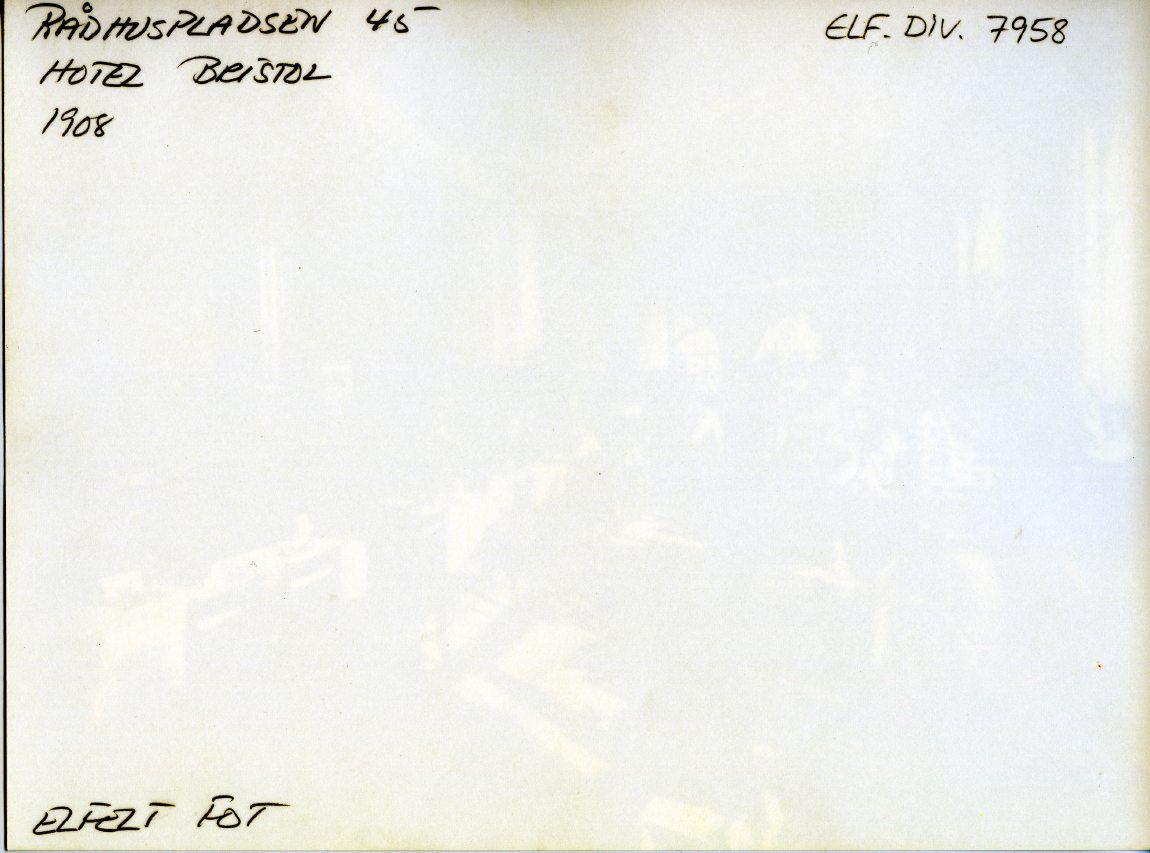 RÅDHUSPLADSEN 45
ELF. DIV. 7958
HOTEL BRISTOL
1908
ELFELT FOT